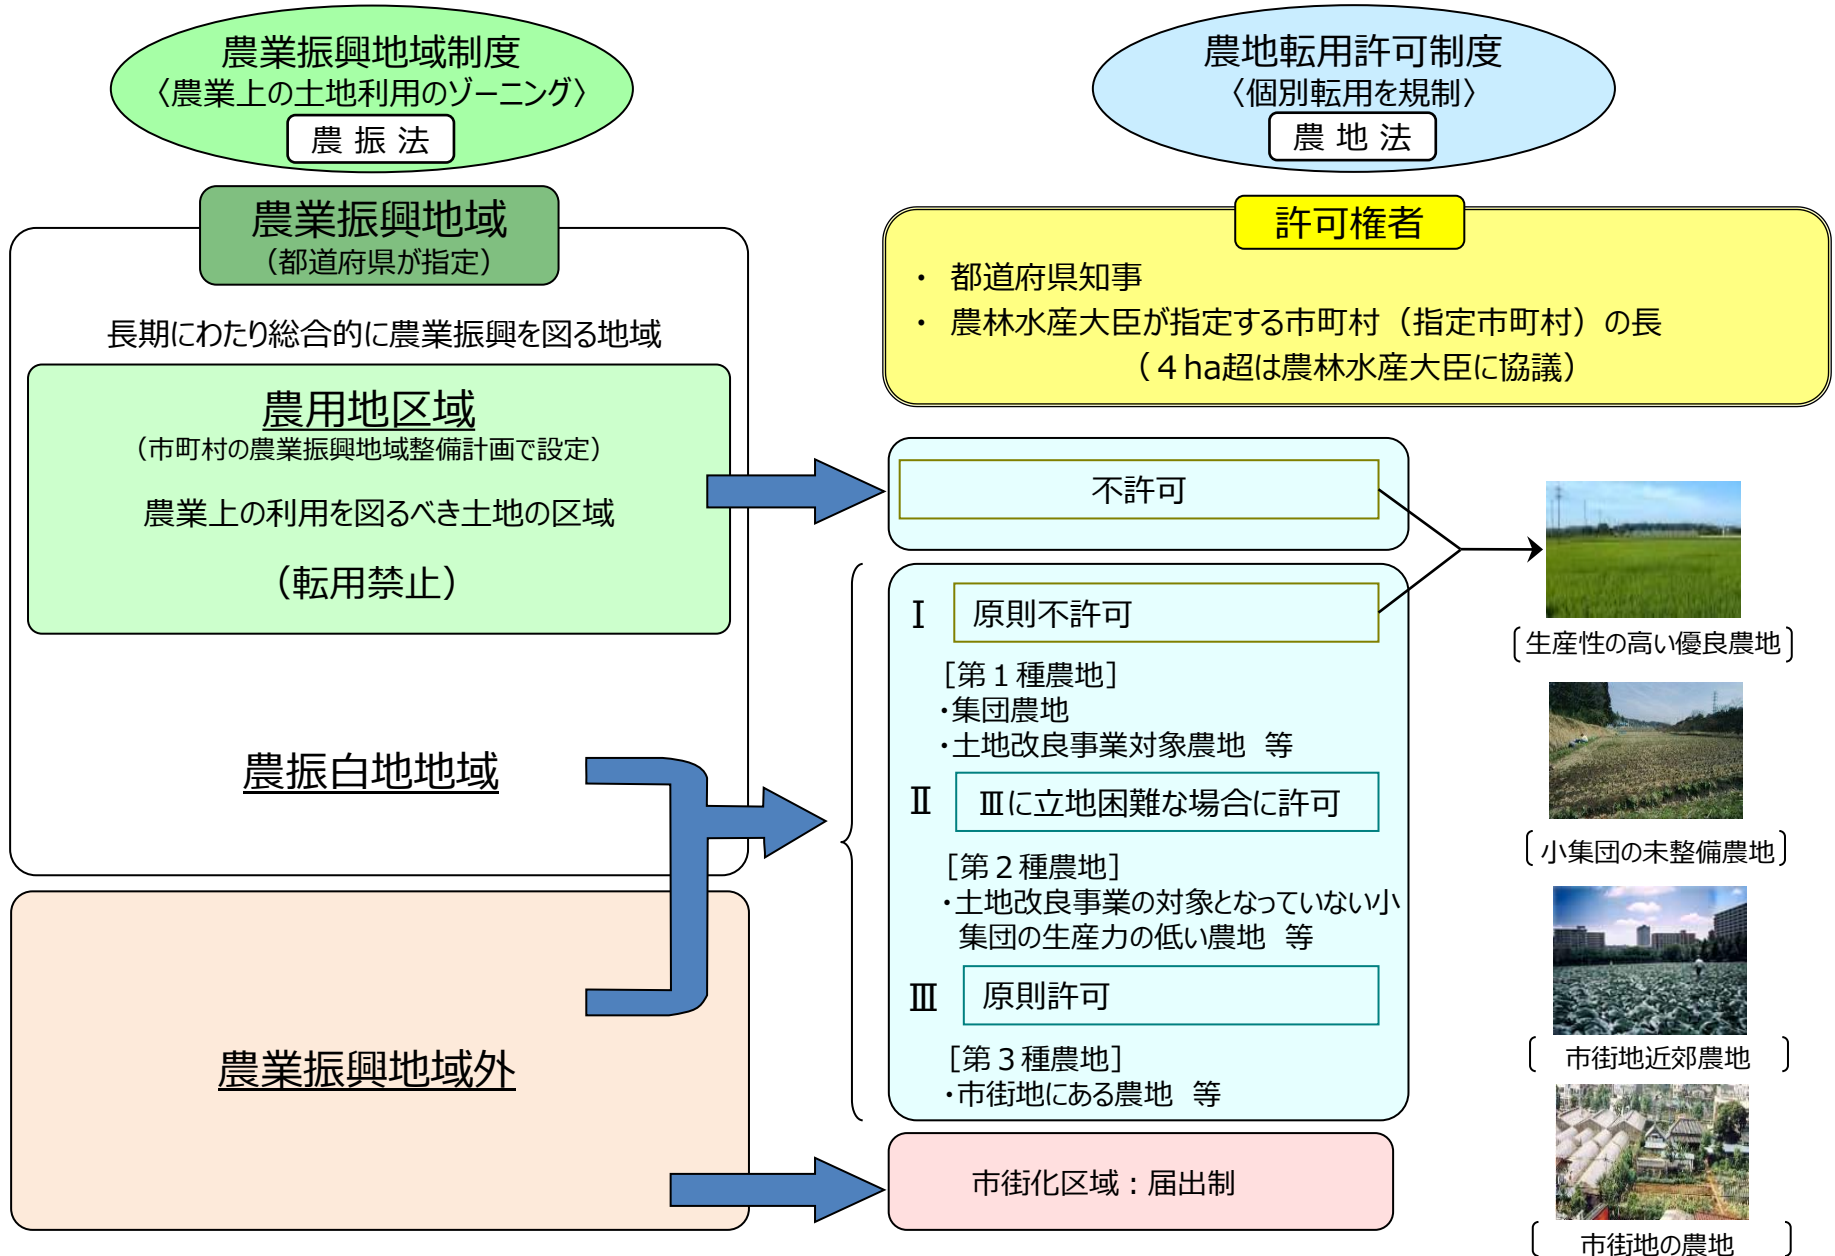 農業振興地域制度
〈農業上の土地利用のゾーニング〉
農 振 法
農業振興地域
（都道府県が指定）
長期にわたり総合的に農業振興を図る地域
農用地区域
（市町村の農業振興地域整備計画で設定）
農業上の利用を図るべき土地の区域
（転用禁止）
農振白地地域
農業振興地域外
農地転用許可制度
〈個別転用を規制〉
農 地 法
許可権者
・ 都道府県知事
・ 農林水産大臣が指定する市町村（指定市町村）の長
（４ha超は農林水産大臣に協議）
不許可
Ⅰ 原則不許可
［第１種農地］
・集団農地
・土地改良事業対象農地 等
Ⅱ Ⅲに立地困難な場合に許可
［第２種農地］
・土地改良事業の対象となっていない小
集団の生産力の低い農地 等
Ⅲ 原則許可
［第３種農地］
・市街地にある農地 等
市街化区域：届出制
生産性の高い優良農地
小集団の未整備農地
市街地近郊農地
市街地の農地